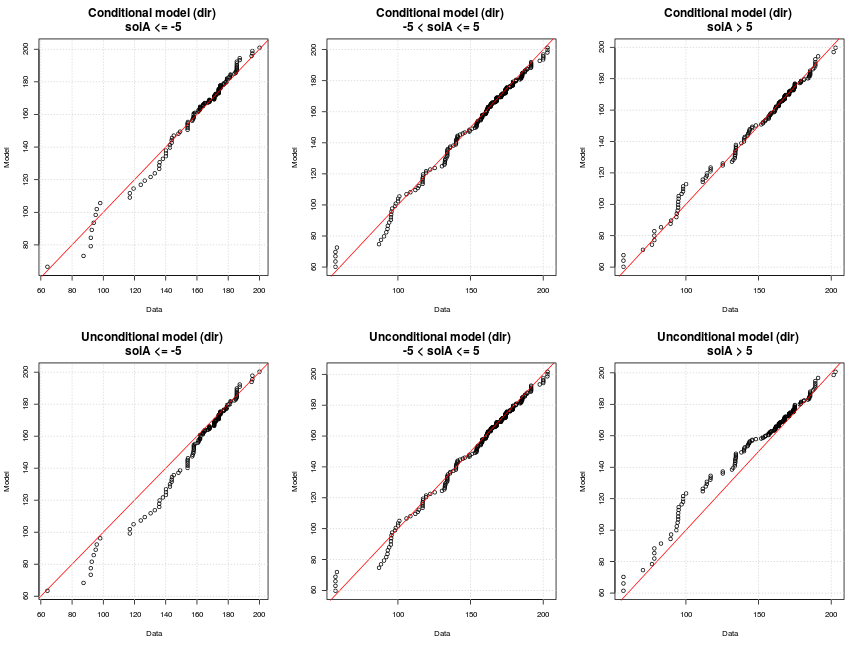 Conditional model (dir)
soiA <= -5
Model
60 80 100 120 140 160 180 200
80 100 120 140 160 180 200
Data
Conditional model (dir)
-5 < soiA <= 5
Model
100 150 200
60 80 100 120 140 160 180 200
Data
Conditional model (dir)
soiA > 5
Model
100 150 200
60 80 100 120 140 160 180 200
Data
Unconditional model (dir)
soiA <= -5
Model
60 80 100 120 140 160 180 200
60 80 100 120 140 160 180 200
Data
Unconditional model (dir)
-5 < soiA <= 5
Model
100 150 200
60 80 100 120 140 160 180 200
Data
Unconditional model (dir)
soiA > 5
Model
100 150 200
60 80 100 120 140 160 180 200
Data